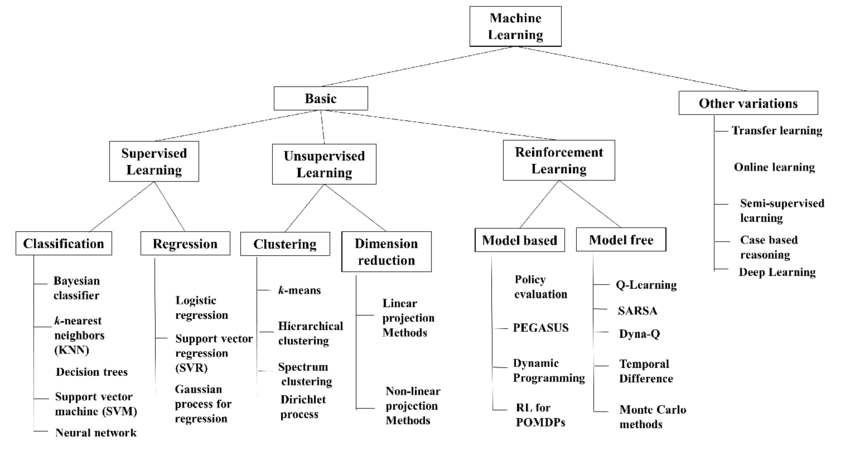 Machine
Learning
Basic
Other variations
Transfer learning
Online learning
Semi-supervised
learning
Case based
reasoning
Deep Learning
Supervised
Learning
Unsupervised
Learning
Reinforcement
Learning
Classification
Bayesian
classifier
k-nearest
neighbors
(KNN)
Decision trees
Support vector
machine (SVM)
Neural network
Regression
Logistic
regression
Support vector
regression
(SVR)
Gaussian
process for
regression
Clustering
k-means
Hierarchical
clustering
Spectrum
clustering
Dirichlet
process
Dimension
reduction
Linear
projection
Methods
Non-linear
projection
Methods
Model based
Policy
evaluation
PEGASUS
Dynamic
Programming
RL for
POMDPs
Model free
Q-Learning
SARSA
Dyna-Q
Temporal
Difference
Monte Carlo
methods